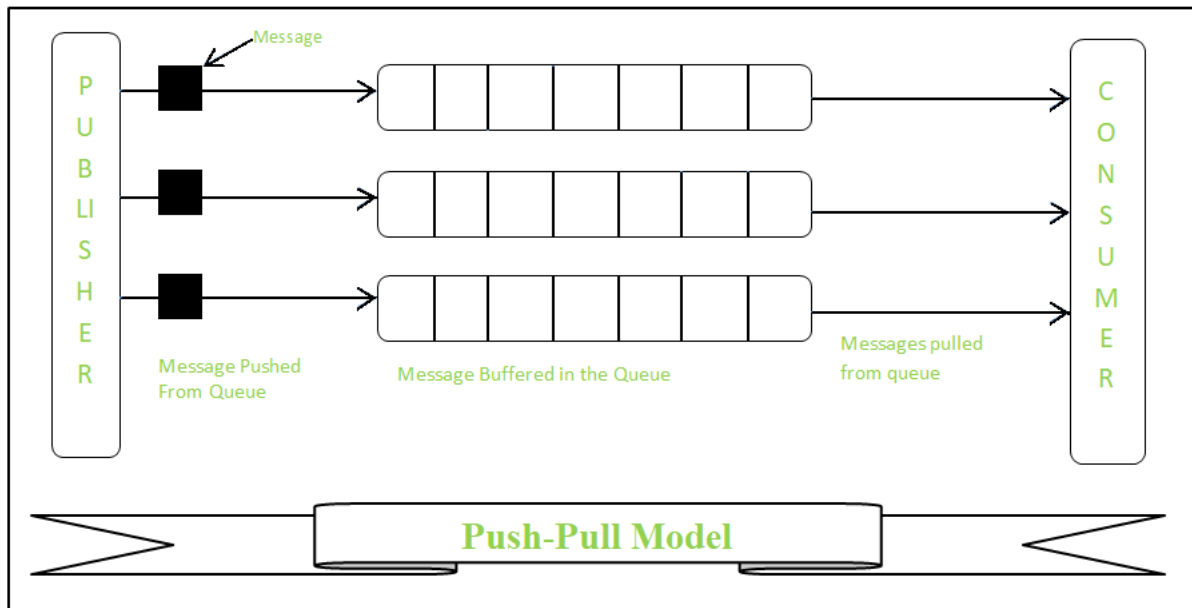 Message
P
U
B
LI
S
H
E
R
C
O
N
S
U
M
E
R
Message Pushed
From Queue
Message Buffered in the Queue
Messages pulled
from queue
Push-Pull Model